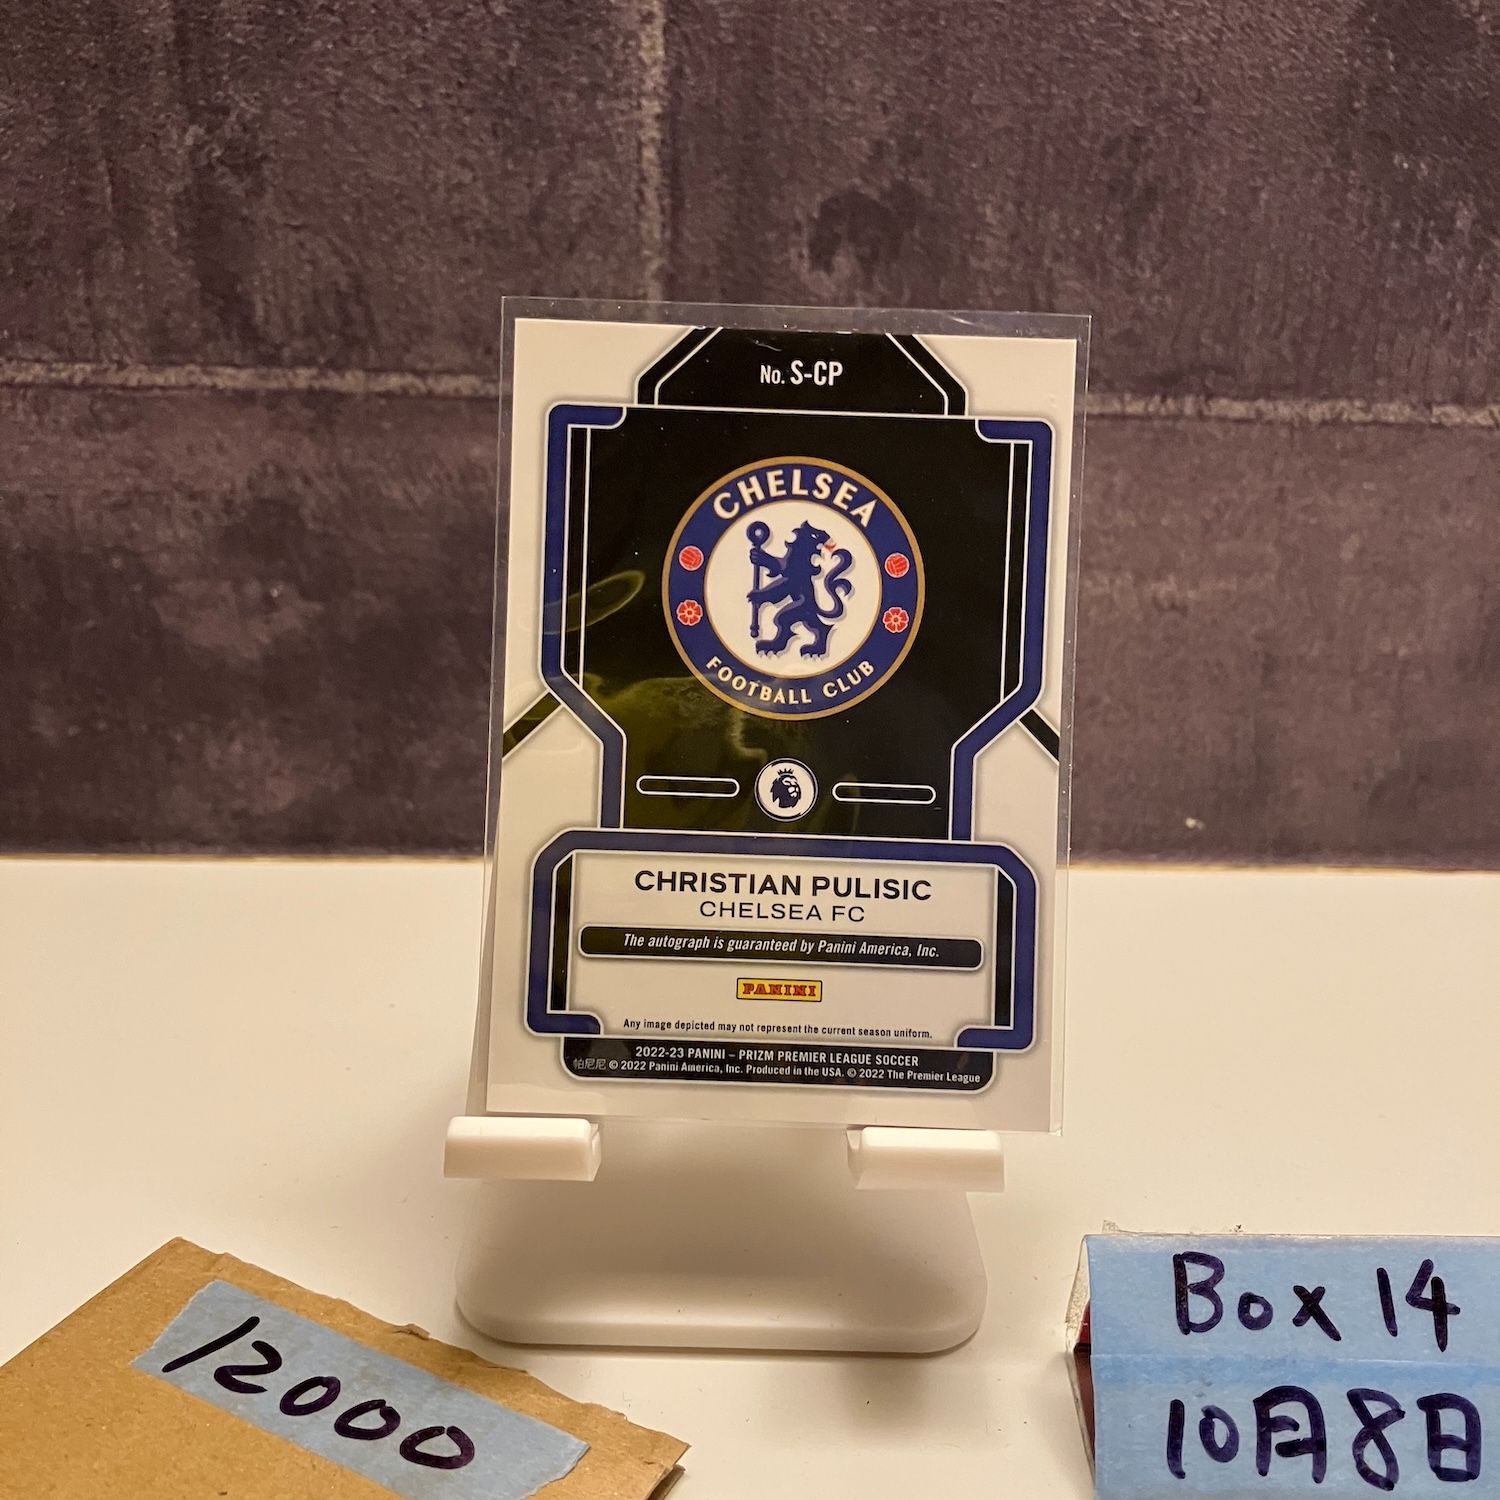 No. S-CP
CHELSEA
FOOTBALL CLUB
CHRISTIAN PULISIC
CHELSEA FC
The autograph is guaranteed by Panini America, Inc.
PANINI
Any image depicted may not represent the current season uniform.
2022-23 PANINI – PRIZM PREMIER LEAGUE SOCCER
帕尼尼 © 2022 Panini America, Inc. Produced in the USA. © 2022 The Premier League
12000
Box 14
10月8日